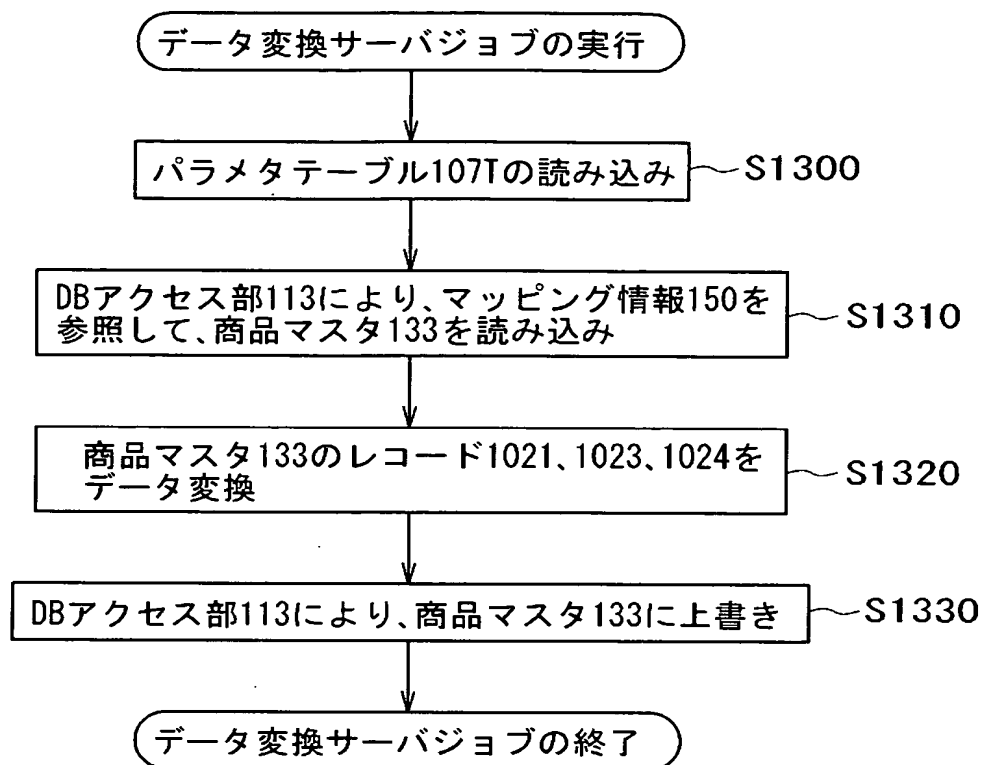 データ変換サーバジョブの実行
パラメタテーブル107Tの読み込み
S1300
DBアクセス部113により、マッピング情報150を
参照して、商品マスタ133を読み込み
S1310
商品マスタ133のレコード1021、1023、1024を
データ変換
S1320
DBアクセス部113により、商品マスタ133に上書き
S1330
データ変換サーバジョブの終了